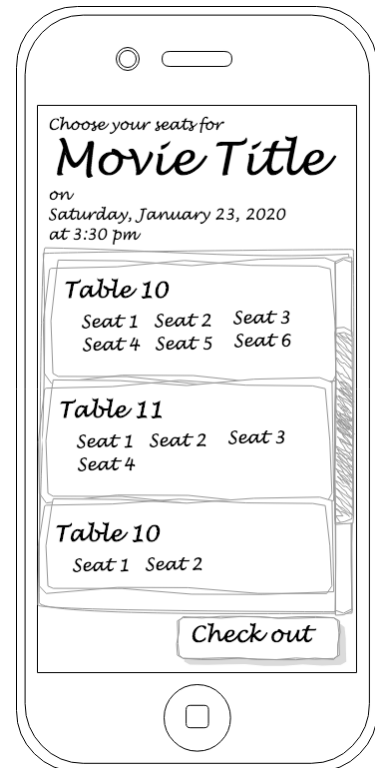 Choose your seats for
Movie Title
on
Saturday, January 23, 2020
at 3:30 pm
Table 10
Seat 1 Seat 2 Seat 3
Seat 4 Seat 5 Seat 6
Table 11
Seat 1 Seat 2 Seat 3
Seat 4
Table 10
Seat 1 Seat 2
Check out